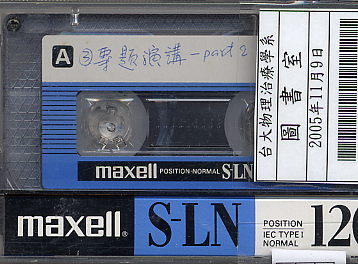 A ③專題演講-part 2
maxell POSITION-NORMAL S-LN
maxell S-LN POSITION IEC TYPE I NORMAL 120
台大物理治療學系
圖書室
2005年11月9日